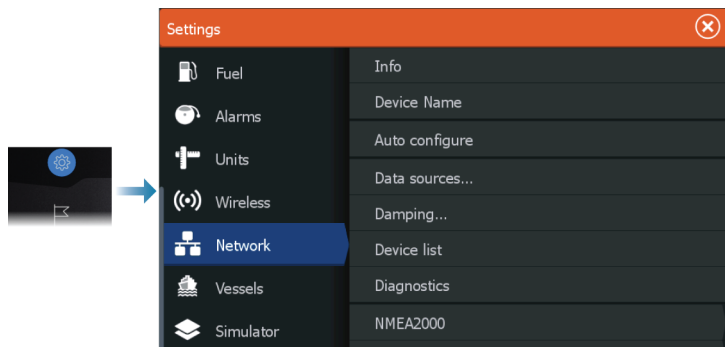 Settings
Fuel
Alarms
Units
Wireless
Network
Vessels
Simulator
Info
Device Name
Auto configure
Data sources...
Damping...
Device list
Diagnostics
NMEA2000